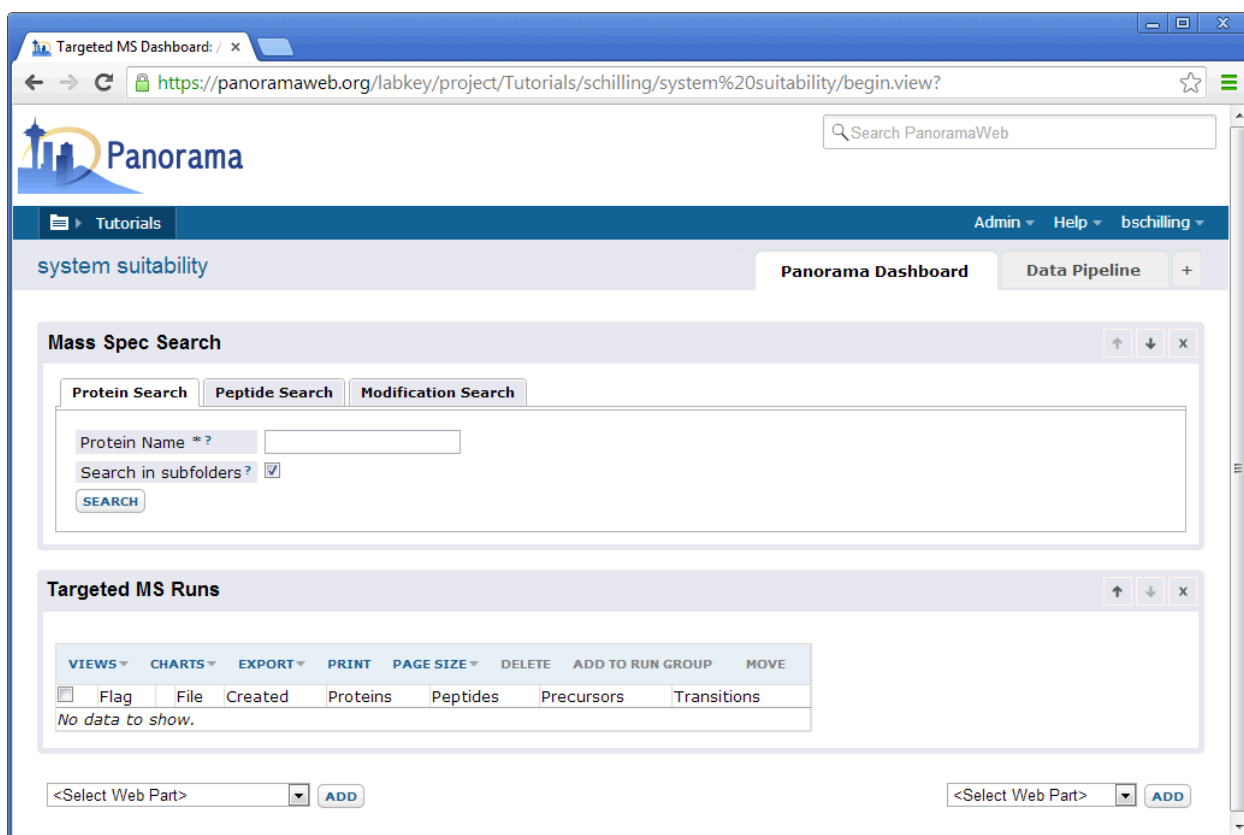 Targeted MS Dashboard: / x
https://panoramaweb.org/labkey/project/Tutorials/schilling/system%20suitability/begin.view?
Panorama
Search PanoramaWeb
Tutorials Admin Help bschilling
system suitability
Panorama Dashboard Data Pipeline +
Mass Spec Search x
Protein Search Peptide Search Modification Search
Protein Name *?
Search in subfolders?
SEARCH
Targeted MS Runs x
VIEWS CHARTS EXPORT PRINT PAGE SIZE DELETE ADD TO RUN GROUP MOVE
Flag File Created Proteins Peptides Precursors Transitions
No data to show.
<Select Web Part> ADD <Select Web Part> ADD